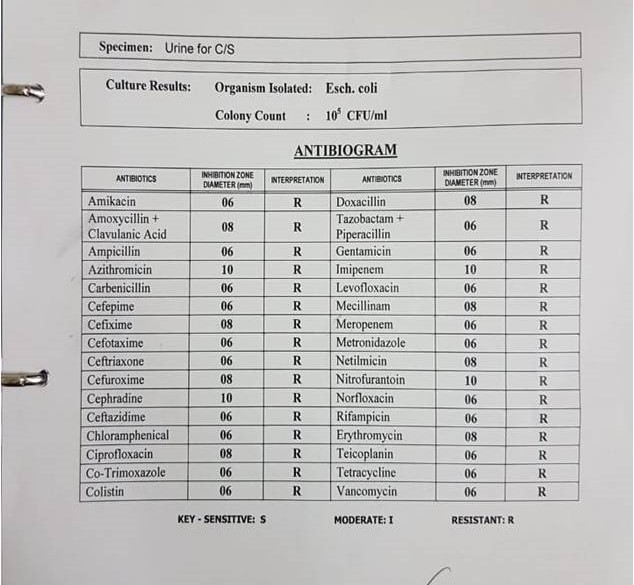 Specimen: Urine for C/S
Culture Results: Organism Isolated: Esch. coli
Colony Count : 10⁵ CFU/ml
ANTIBIOGRAM
ANTIBIOTICS INHIBITION ZONE DIAMETER (mm) INTERPRETATION ANTIBIOTICS INHIBITION ZONE DIAMETER (mm) INTERPRETATION
Amikacin 06 R Doxacillin 08 R
Amoxycillin + Clavulanic Acid 08 R Tazobactam + Piperacillin 06 R
Ampicillin 06 R Gentamicin 06 R
Azithromicin 10 R Imipenem 10 R
Carbenicillin 06 R Levofloxacin 06 R
Cefepime 06 R Mecillinam 08 R
Cefixime 08 R Meropenem 06 R
Cefotaxime 06 R Metronidazole 06 R
Ceftriaxone 06 R Netilmicin 08 R
Cefuroxime 08 R Nitrofurantoin 10 R
Cephradine 10 R Norfloxacin 06 R
Ceftazidime 06 R Rifampicin 06 R
Chloramphenical 06 R Erythromycin 08 R
Ciprofloxacin 08 R Teicoplanin 06 R
Co-Trimoxazole 06 R Tetracycline 06 R
Colistin 06 R Vancomycin 06 R
KEY - SENSITIVE: S MODERATE: I RESISTANT: R